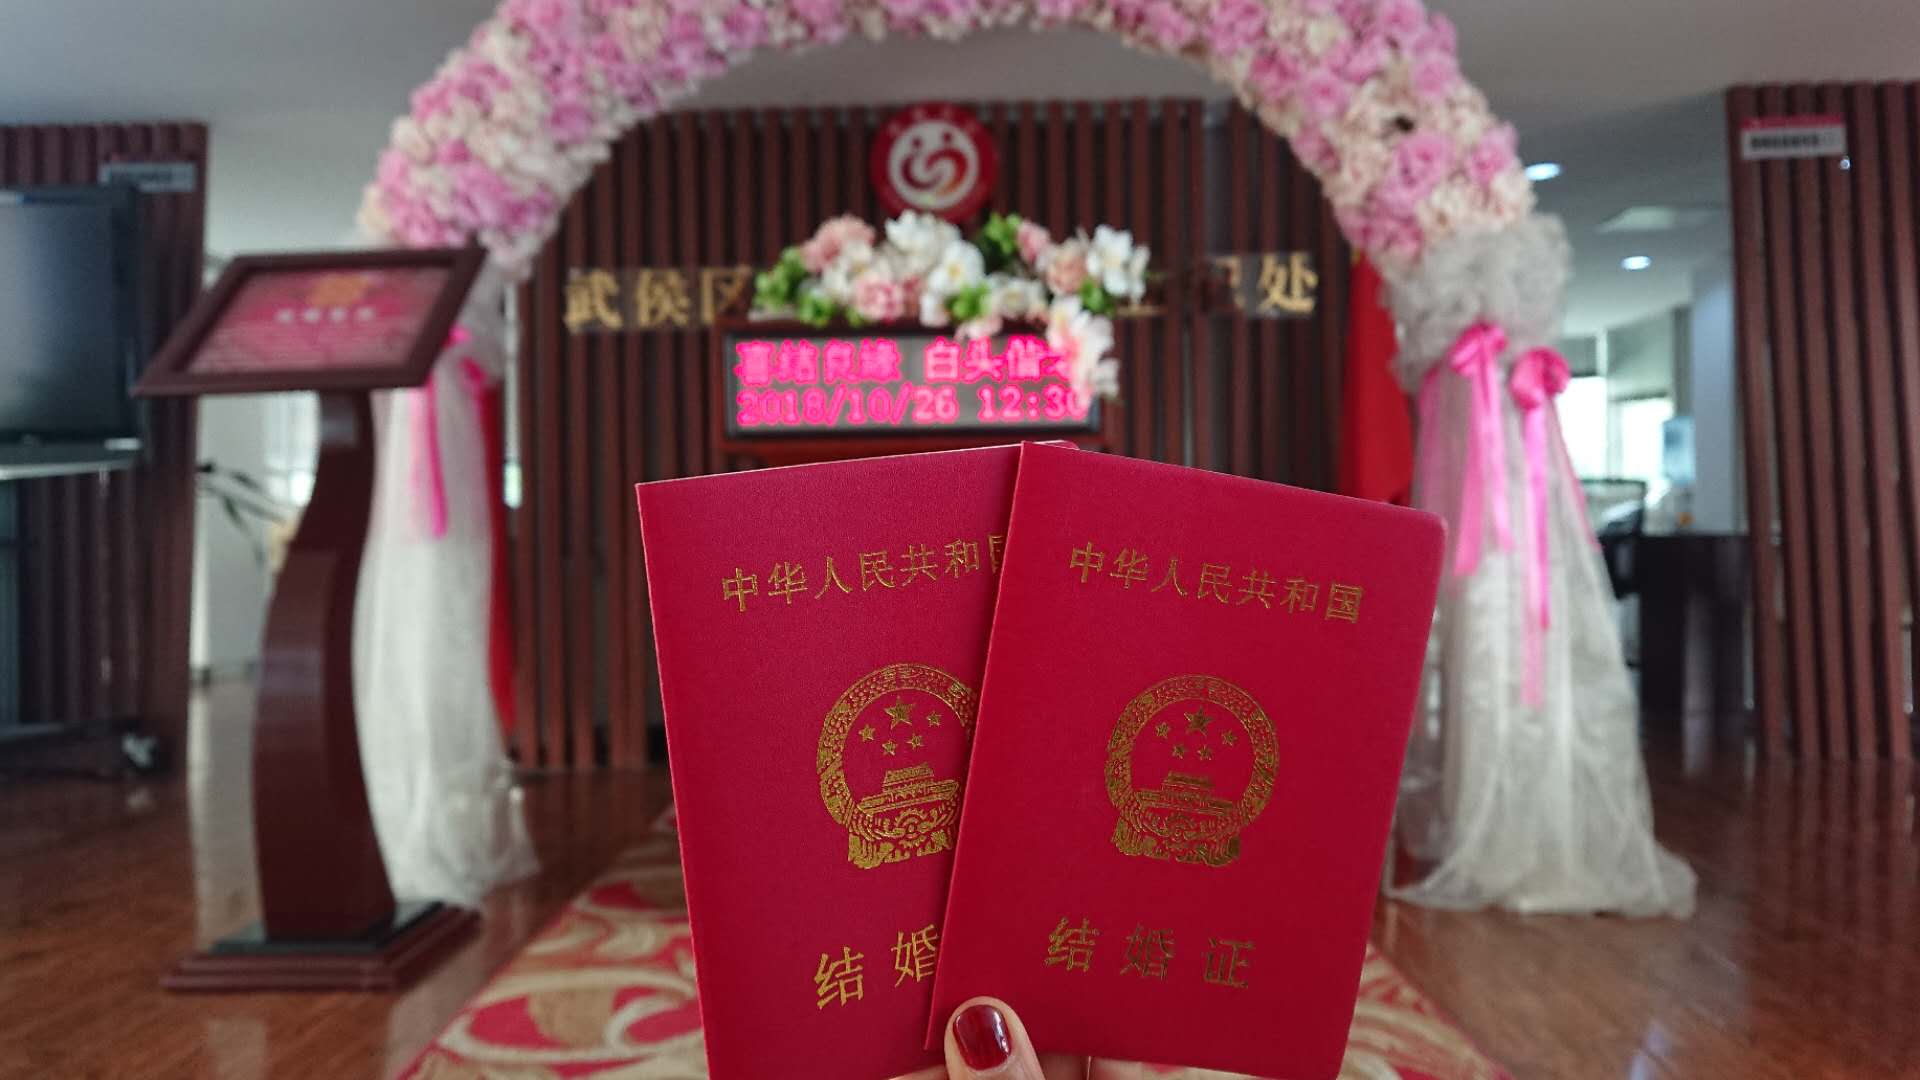 武侯区
记处
喜结良缘 白头偕
2018/10/26 12:30
中华人民共和
结婚
中华人民共和国
结婚证